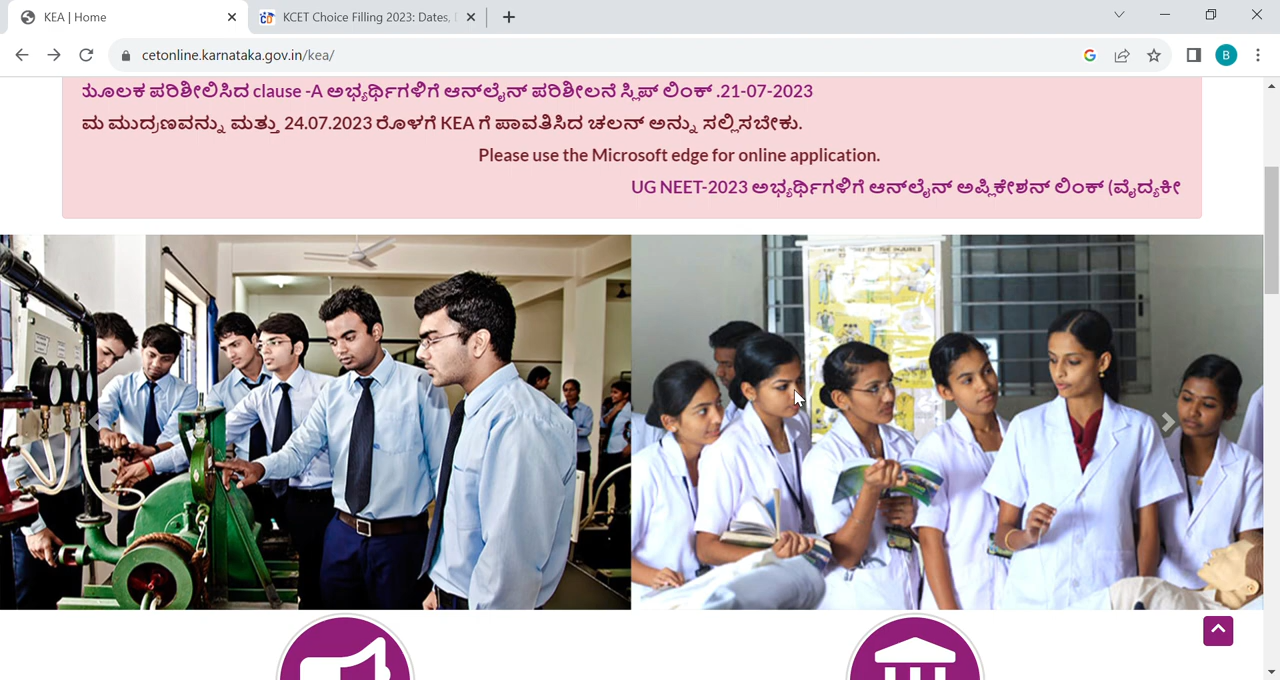 KEA | Home
KCET Choice Filling 2023: Dates,
cetonline.karnataka.gov.in/kea/
B
ಮೂಲಕ ಪರಿಶೀಲಿಸಿದ clause -A ಅಭ್ಯರ್ಥಿಗಳಿಗೆ ಆನ್‌ಲೈನ್ ಪರಿಶೀಲನೆ ಸ್ಲಿಪ್ ಲಿಂಕ್ .21-07-2023
ಮ ಮುದ್ರಣವನ್ನು ಮತ್ತು 24.07.2023 ರೊಳಗೆ KEA ಗೆ ಪಾವತಿಸಿದ ಚಲನ್ ಅನ್ನು ಸಲ್ಲಿಸಬೇಕು.
Please use the Microsoft edge for online application.
UG NEET-2023 ಅಭ್ಯರ್ಥಿಗಳಿಗೆ ಆನ್‌ಲೈನ್ ಅಪ್ಲಿಕೇಶನ್ ಲಿಂಕ್ (ವೈದ್ಯಕೀ